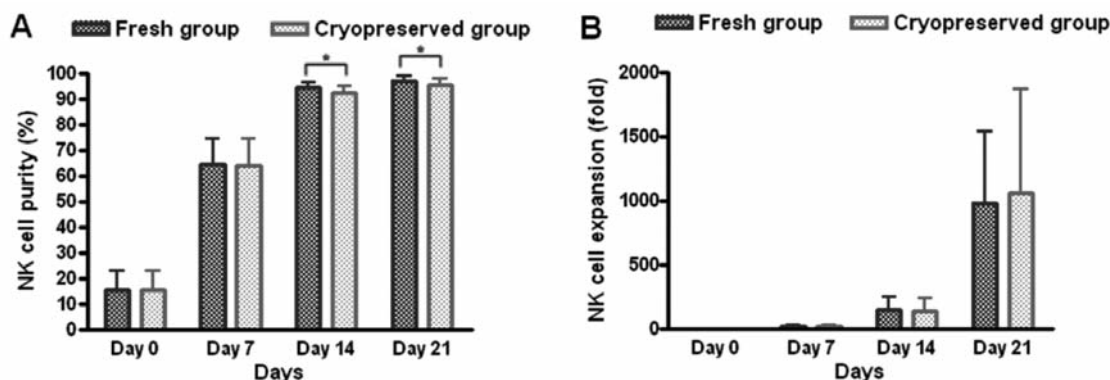 A
Fresh group
Cryopreserved group
*
*
NK cell purity (%)
100
90
80
70
60
50
40
30
20
10
0
Day 0
Day 7
Day 14
Day 21
Days
B
Fresh group
Cryopreserved group
NK cell expansion (fold)
2000
1500
1000
500
0
Day 0
Day 7
Day 14
Day 21
Days